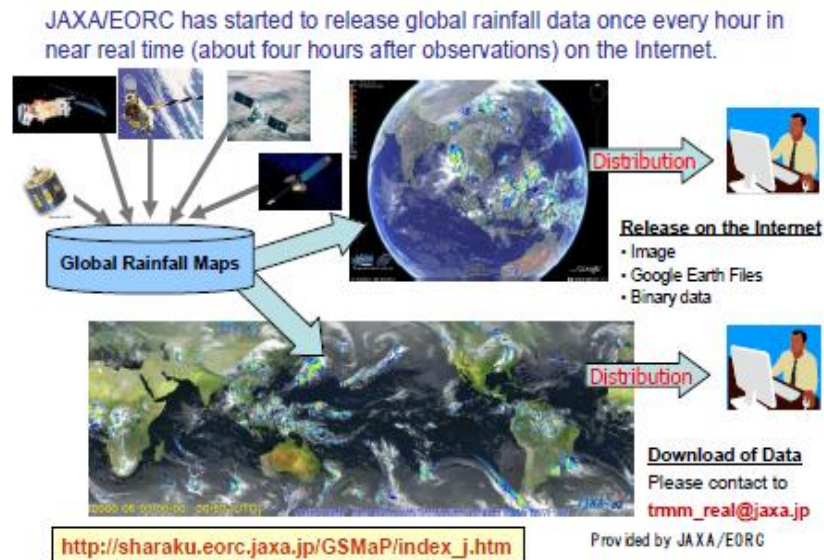 JAXA/EORC has started to release global rainfall data once every hour in
near real time (about four hours after observations) on the Internet.
Distribution
Global Rainfall Maps
Google
Release on the Internet
• Image
• Google Earth Files
• Binary data
Distribution
Download of Data
Please contact to
trmm_real@jaxa.jp
http://sharaku.eorc.jaxa.jp/GSMaP/index_j.htm
Provided by JAXA/EORC